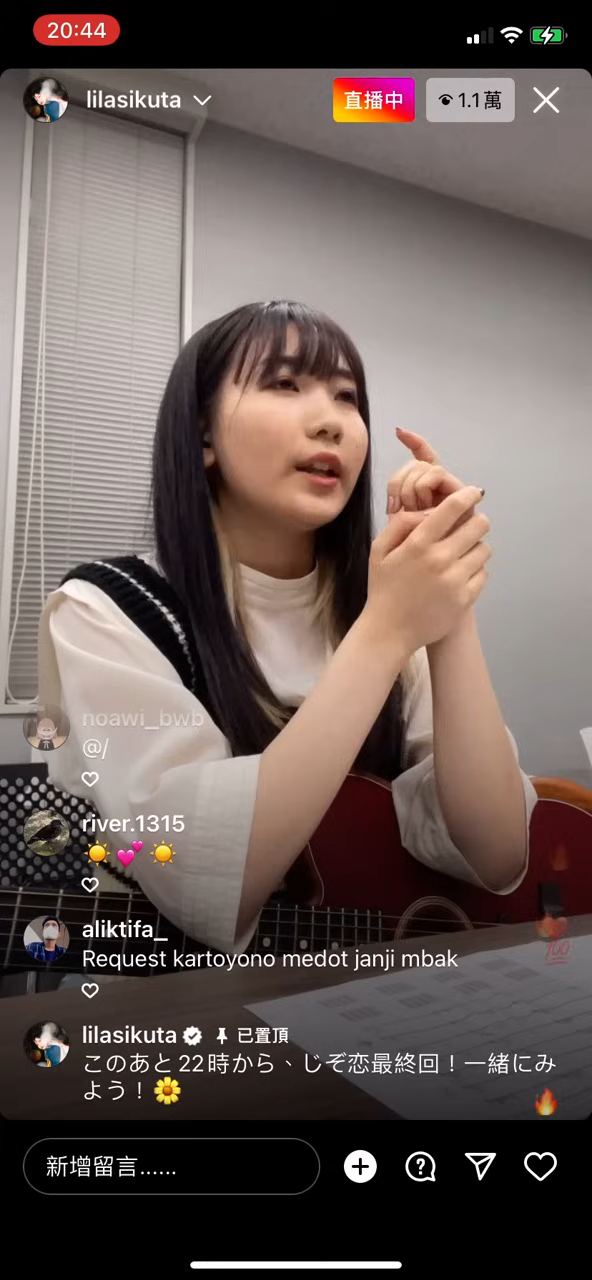 20:44
lilasikuta
直播中
1.1萬
noawi_bwb
@/
river.1315
☀️💕☀️
aliktifa_
Request kartoyono medot janji mbak
lilasikuta 已置頂
このあと22時から、じぞ恋最終回！一緒にみ
よう！🌼
新增留言......